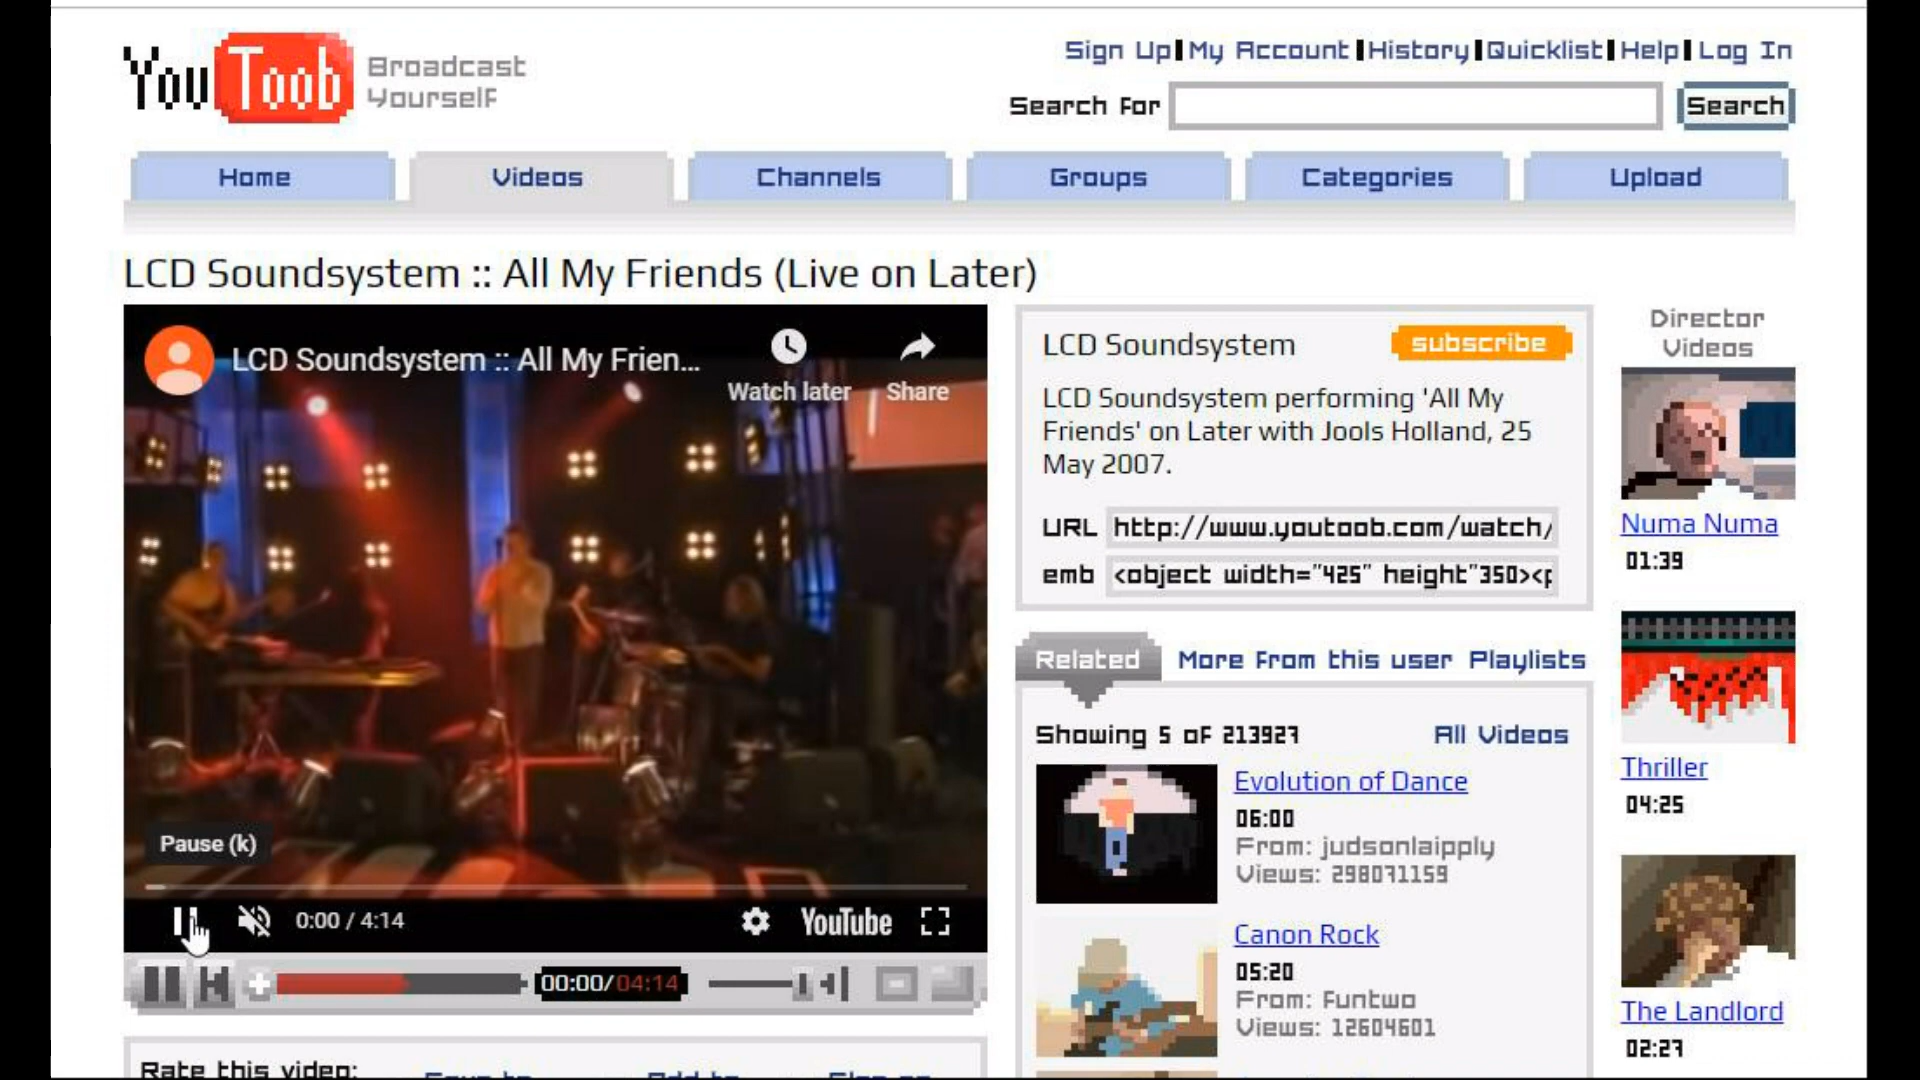 You Toob
Broadcast
Yourself
Sign Up|My Account|History|Quicklist|Help|Log In
Search for
Search
Home
Videos
Channels
Groups
Categories
Upload
LCD Soundsystem :: All My Friends (Live on Later)
LCD Soundsystem :: All My Frien...
Watch later
Share
Pause (k)
0:00 / 4:14
YouTube
00:00/04:14
Rate this video:
LCD Soundsystem
subscribe
LCD Soundsystem performing 'All My
Friends' on Later with Jools Holland, 25
May 2007.
URL http://www.youtoob.com/watch/
emb <object width="425" height"350><p
Related
More from this user
Playlists
Showing 5 of 213927
All Videos
Evolution of Dance
06:00
From: judsonlaipply
Views: 298071159
Canon Rock
05:20
From: funtwo
Views: 12604601
Director
Videos
Numa Numa
01:39
Thriller
04:25
The Landlord
02:27